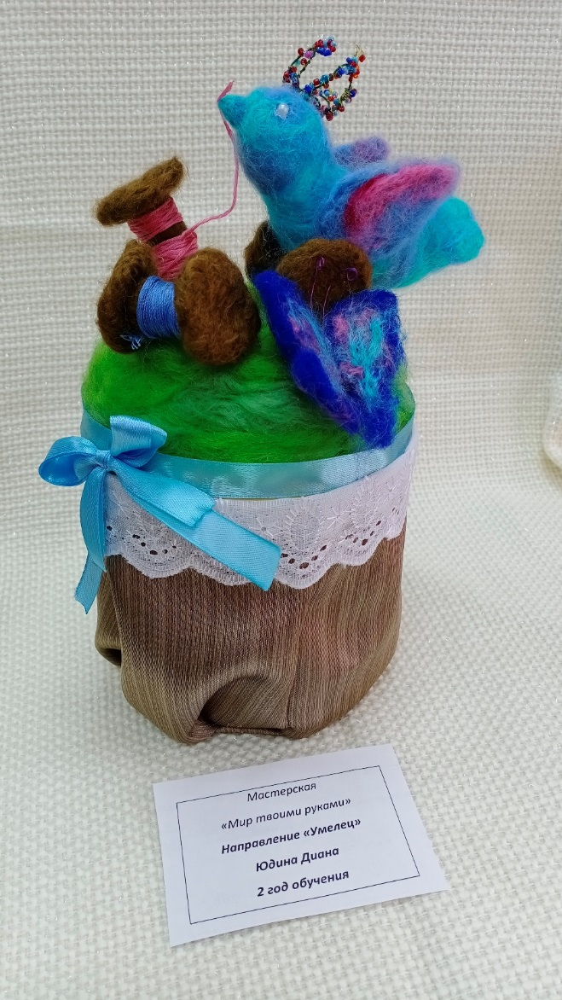 Мастерская
«Мир твоими руками»
Направление «Умелец»
Юдина Диана
2 год обучения